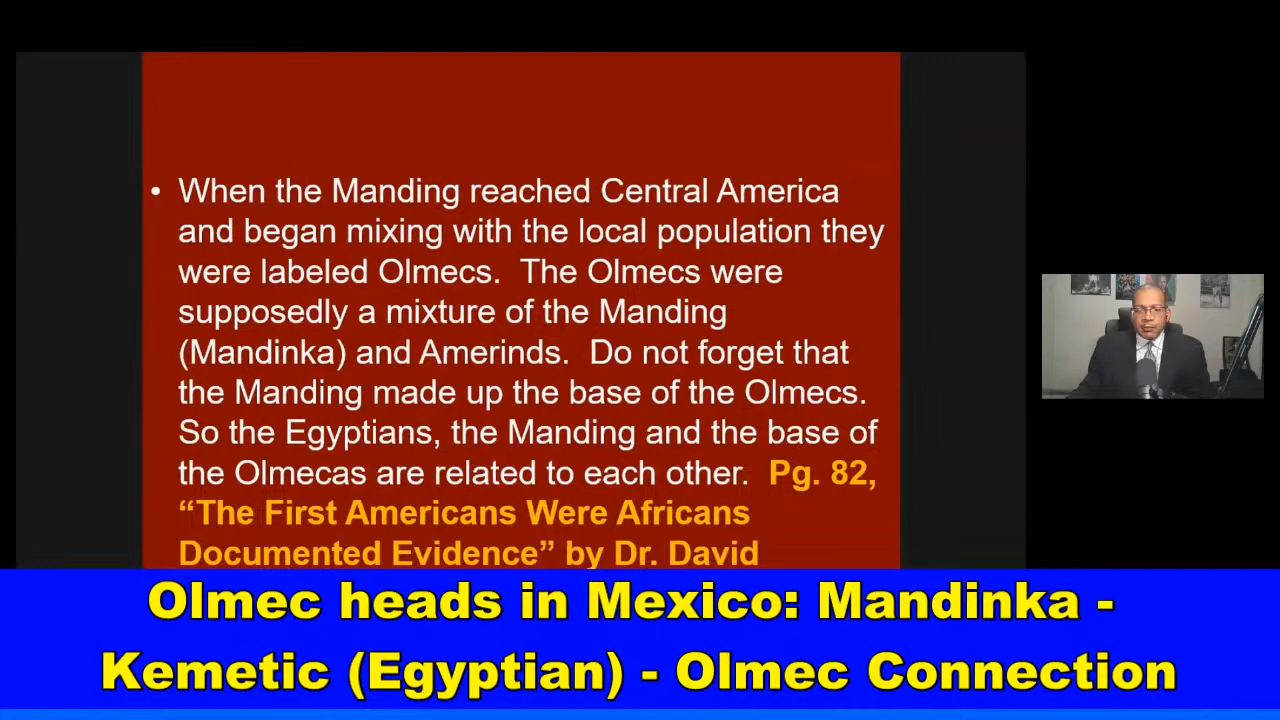 • When the Manding reached Central America
and began mixing with the local population they
were labeled Olmecs.  The Olmecs were
supposedly a mixture of the Manding
(Mandinka) and Amerinds.  Do not forget that
the Manding made up the base of the Olmecs.
So the Egyptians, the Manding and the base of
the Olmecas are related to each other.  Pg. 82,
“The First Americans Were Africans
Documented Evidence” by Dr. David
Olmec heads in Mexico: Mandinka -
Kemetic (Egyptian) - Olmec Connection